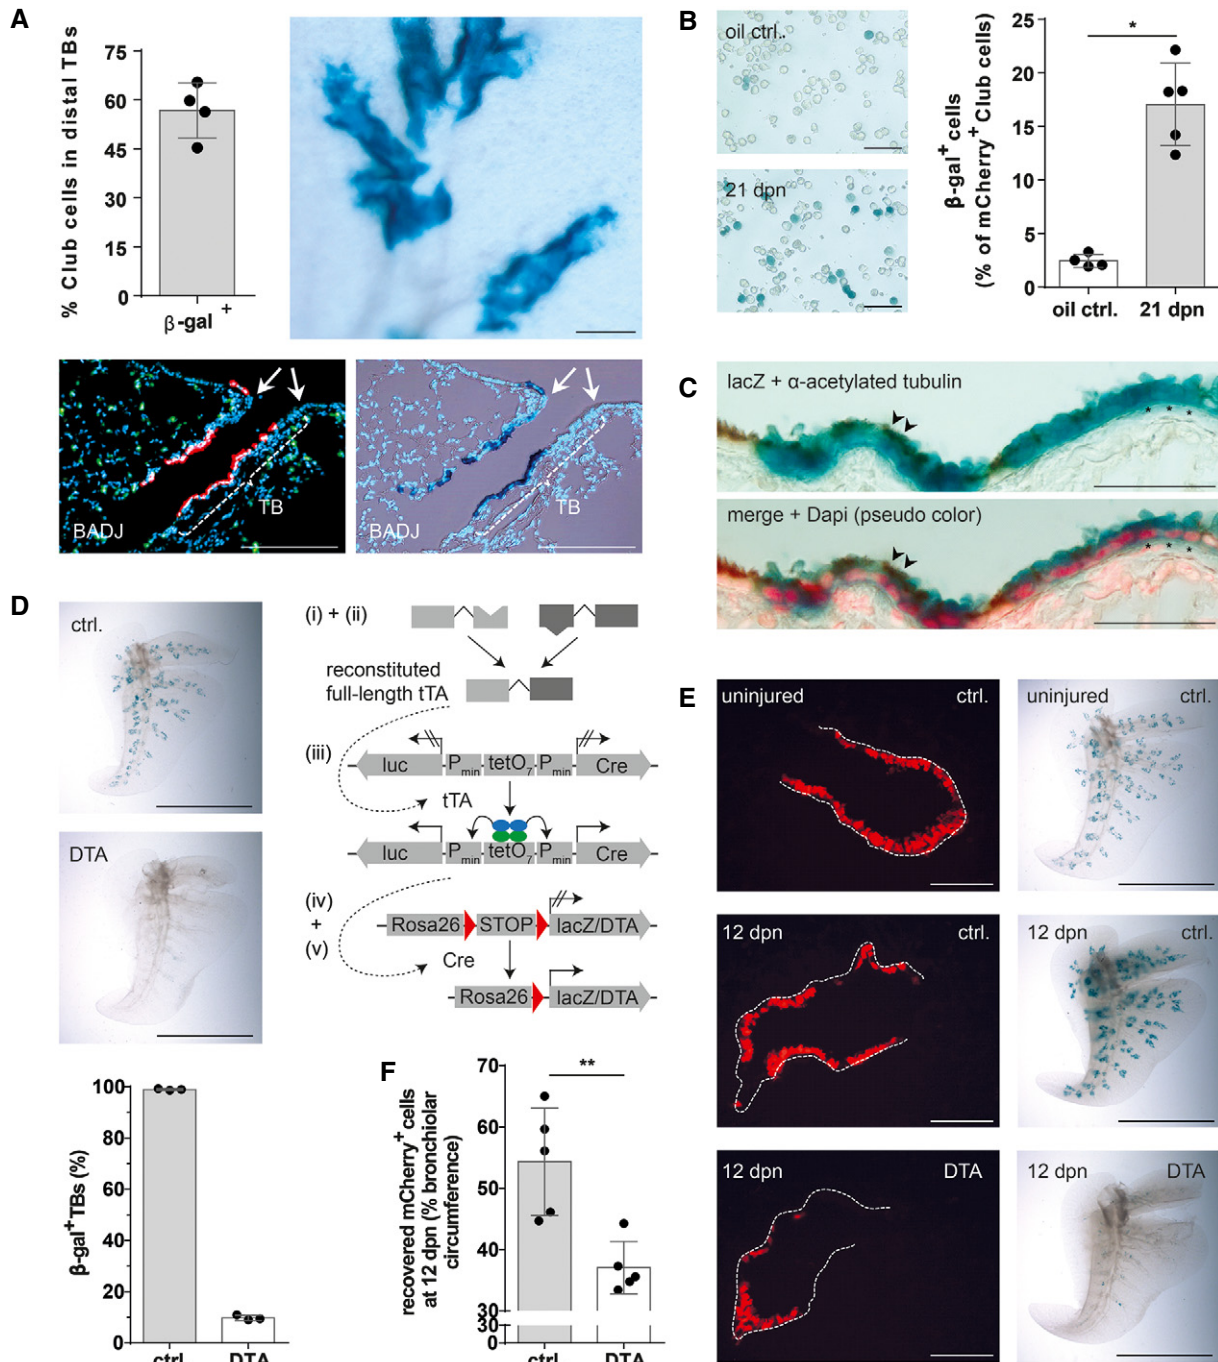 A
% Club cells in distal TBs
75
60
45
30
15
0
β-gal +
BADJ
TB
BADJ
TB
B
oil ctrl.
21 dpn
β-gal+ cells
(% of mCherry+ Club cells)
25
20
15
10
5
0
oil ctrl.
21 dpn
*
C
lacZ + α-acetylated tubulin
* * *
merge + Dapi (pseudo color)
* * *
D
ctrl.
DTA
(i) + (ii)
reconstituted
full-length tTA
(iii)
luc Pmin tetO7 Pmin Cre
tTA
luc Pmin tetO7 Pmin Cre
(iv)
+
(v)
Rosa26 STOP lacZ/DTA
Cre
Rosa26 lacZ/DTA
β-gal+TBs (%)
100
80
60
40
20
0
ctrl.
DTA
E
uninjured ctrl.
uninjured ctrl.
12 dpn ctrl.
12 dpn ctrl.
12 dpn DTA
12 dpn DTA
F
recovered mCherry+ cells
at 12 dpn (% bronchiolar
circumference)
70
60
50
40
30
30
0
**
ctrl.
DTA